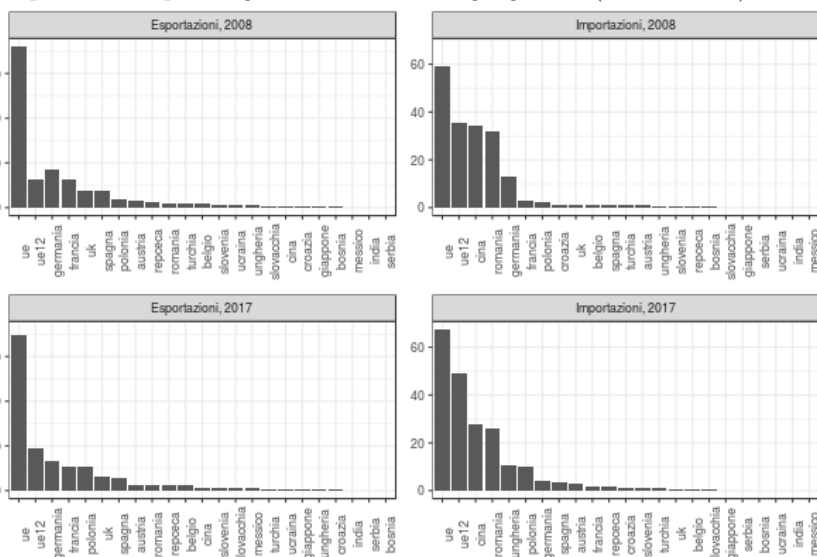 Esportazioni, 2008
Importazioni, 2008
60
40
20
0
ue
ue12
germania
francia
uk
spagna
polonia
austria
repceca
romania
turchia
belgio
slovenia
ucraina
ungheria
slovacchia
cina
croazia
giappone
bosnia
messico
india
serbia
ue
ue12
cina
romania
germania
francia
polonia
croazia
uk
belgio
spagna
turchia
austria
ungheria
slovenia
repceca
bosnia
slovacchia
giappone
serbia
ucraina
india
messico
Esportazioni, 2017
Importazioni, 2017
60
40
20
0
ue
ue12
germania
francia
polonia
uk
spagna
austria
romania
repceca
belgio
cina
slovenia
lovacchia
messico
turchia
ucraina
giappone
ungheria
croazia
india
serbia
bosnia
ue
ue12
cina
romania
ungheria
polonia
germania
spagna
austria
francia
repceca
croazia
slovenia
turchia
uk
belgio
lovacchia
giappone
serbia
bosnia
ucraina
india
messico